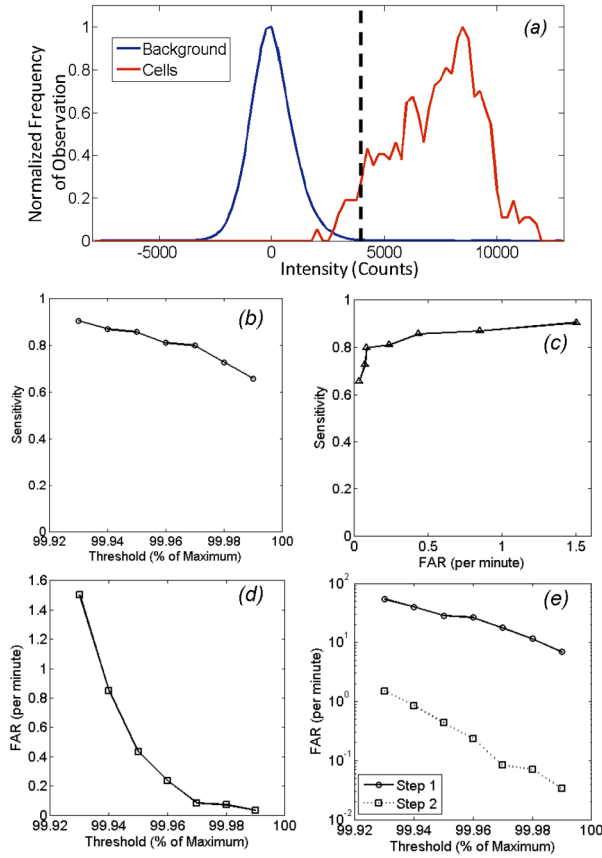 (a)
Background
Cells
Normalized Frequency
of Observation
1
0.8
0.6
0.4
0.2
0
-5000 0 5000 10000
Intensity (Counts)
(b)
1
0.8
0.6
0.4
0.2
0
Sensitivity
99.92 99.94 99.96 99.98 100
Threshold (% of Maximum)
(c)
1
0.8
0.6
0.4
0.2
0
Sensitivity
0 0.5 1 1.5
FAR (per minute)
(d)
1.6
1.4
1.2
1
0.8
0.6
0.4
0.2
0
FAR (per minute)
99.92 99.94 99.96 99.98 100
Threshold (% of Maximum)
(e)
10²
10¹
10⁰
10⁻¹
10⁻²
FAR (per minute)
Step 1
Step 2
99.92 99.94 99.96 99.98 100
Threshold (% of Maximum)